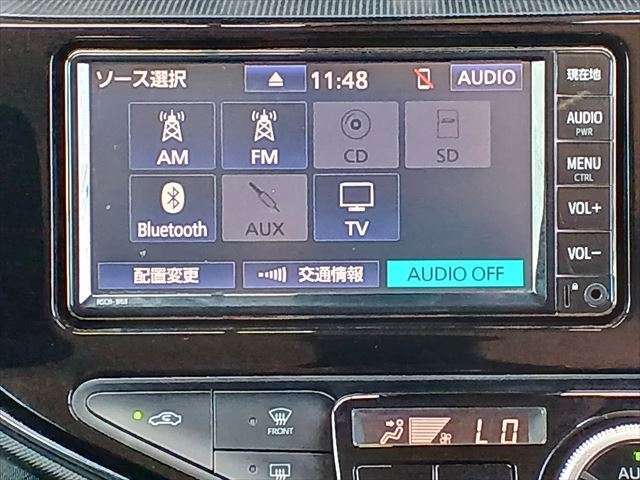 ソース選択 11:48 AUDIO 現在地
AM FM CD SD AUDIO
PWR
MENU
CTRL
Bluetooth AUX TV VOL+
VOL−
配置変更 交通情報 AUDIO OFF
FRONT
LO
AU